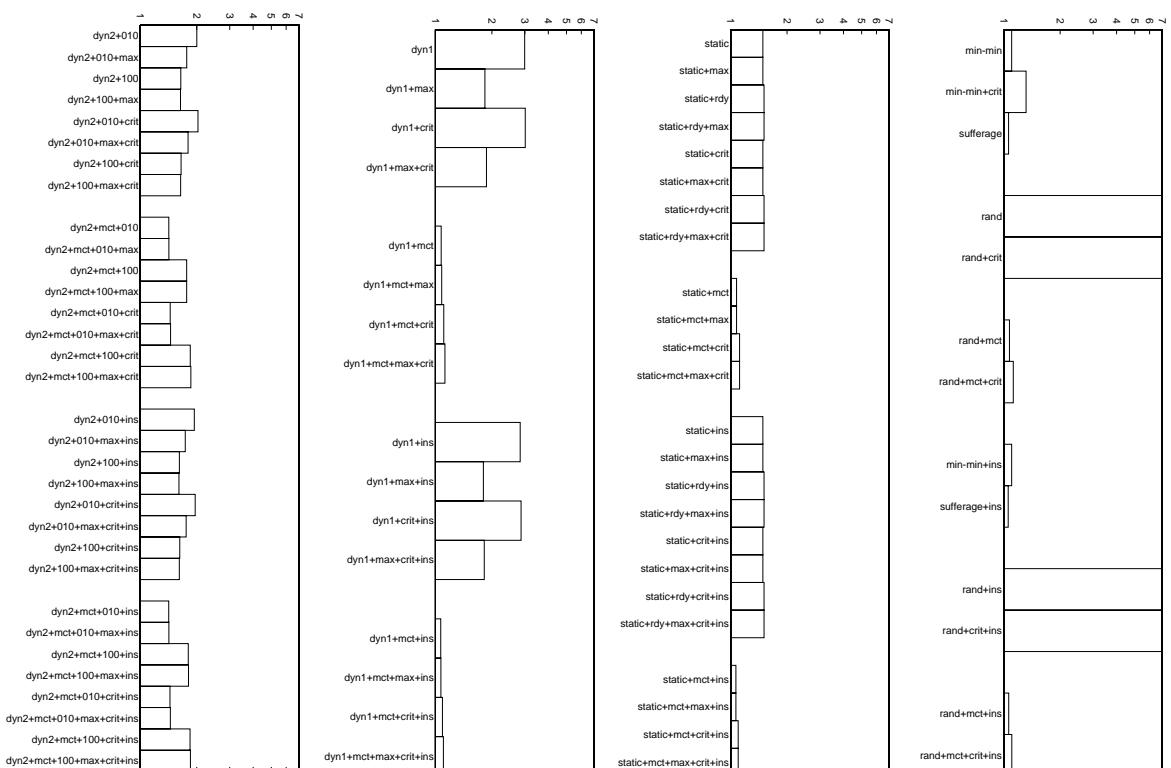 1 2 3 4 5 6 7
dyn2+010
dyn2+010+max
dyn2+100
dyn2+100+max
dyn2+010+crit
dyn2+010+max+crit
dyn2+100+crit
dyn2+100+max+crit
dyn2+mct+010
dyn2+mct+010+max
dyn2+mct+100
dyn2+mct+100+max
dyn2+mct+010+crit
dyn2+mct+010+max+crit
dyn2+mct+100+crit
dyn2+mct+100+max+crit
dyn2+010+ins
dyn2+010+max+ins
dyn2+100+ins
dyn2+100+max+ins
dyn2+010+crit+ins
dyn2+010+max+crit+ins
dyn2+100+crit+ins
dyn2+100+max+crit+ins
dyn2+mct+010+ins
dyn2+mct+010+max+ins
dyn2+mct+100+ins
dyn2+mct+100+max+ins
dyn2+mct+010+crit+ins
dyn2+mct+010+max+crit+ins
dyn2+mct+100+crit+ins
dyn2+mct+100+max+crit+ins
1 2 3 4 5 6 7
dyn1
dyn1+max
dyn1+crit
dyn1+max+crit
dyn1+mct
dyn1+mct+max
dyn1+mct+crit
dyn1+mct+max+crit
dyn1+ins
dyn1+max+ins
dyn1+crit+ins
dyn1+max+crit+ins
dyn1+mct+ins
dyn1+mct+max+ins
dyn1+mct+crit+ins
dyn1+mct+max+crit+ins
1 2 3 4 5 6 7
static
static+max
static+rdy
static+rdy+max
static+crit
static+max+crit
static+rdy+crit
static+rdy+max+crit
static+mct
static+mct+max
static+mct+crit
static+mct+max+crit
static+ins
static+max+ins
static+rdy+ins
static+rdy+max+ins
static+crit+ins
static+max+crit+ins
static+rdy+crit+ins
static+rdy+max+crit+ins
static+mct+ins
static+mct+max+ins
static+mct+crit+ins
static+mct+max+crit+ins
1 2 3 4 5 6 7
min-min
min-min+crit
sufferage
rand
rand+crit
rand+mct
rand+mct+crit
min-min+ins
sufferage+ins
rand+ins
rand+crit+ins
rand+mct+ins
rand+mct+crit+ins